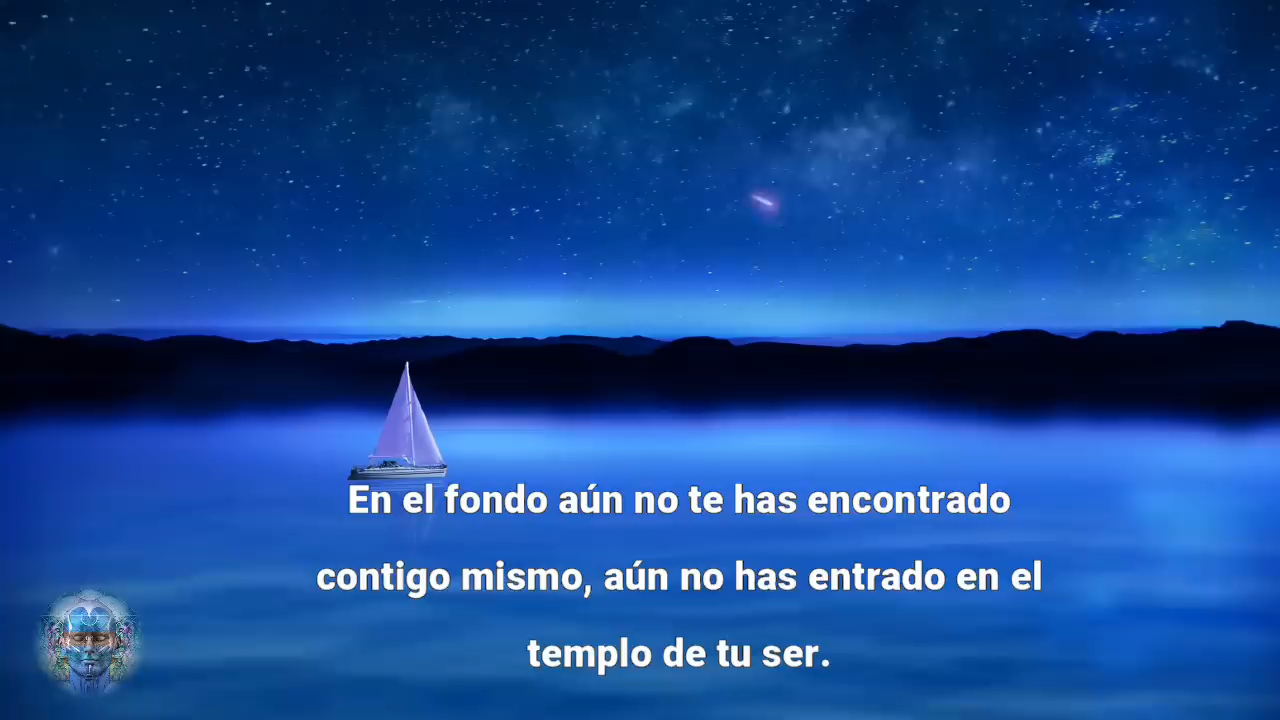 En el fondo aún no te has encontrado
contigo mismo, aún no has entrado en el
templo de tu ser.